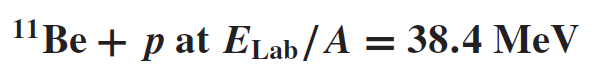 ¹¹Be + p at E_Lab/A = 38.4 MeV